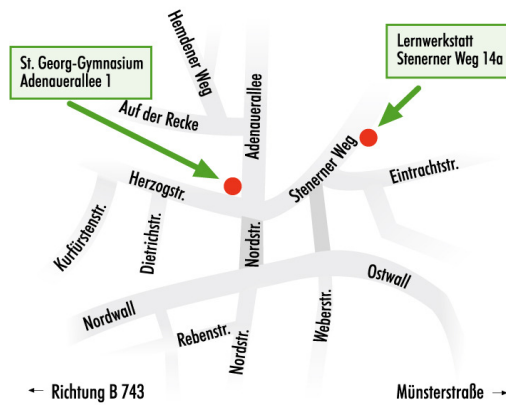 St. Georg-Gymnasium
Adenauerallee 1
Hemdener Weg
Lernwerkstatt
Stenerner Weg 14a
Auf der Recke
Adenauerallee
Herzogstr.
Stenerner Weg
Eintrachtstr.
Kurfürstenstr.
Dietrichstr.
Nordstr.
Nordwall
Ostwall
Rebenstr.
Nordstr.
Weberstr.
← Richtung B 743
Münsterstraße →